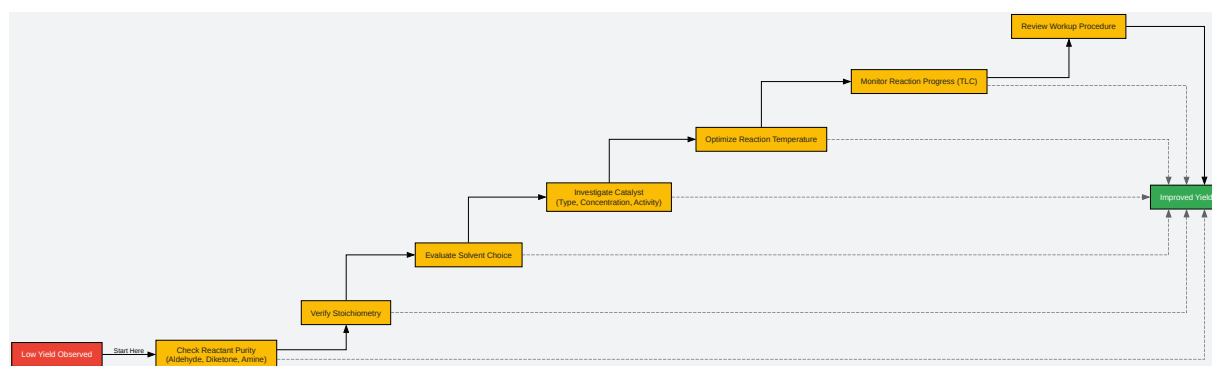 Low Yield Observed
Start Here
Check Reactant Purity
(Aldehyde, Diketone, Amine)
Verify Stoichiometry
Evaluate Solvent Choice
Investigate Catalyst
(Type, Concentration, Activity)
Optimize Reaction Temperature
Monitor Reaction Progress (TLC)
Review Workup Procedure
Improved Yield